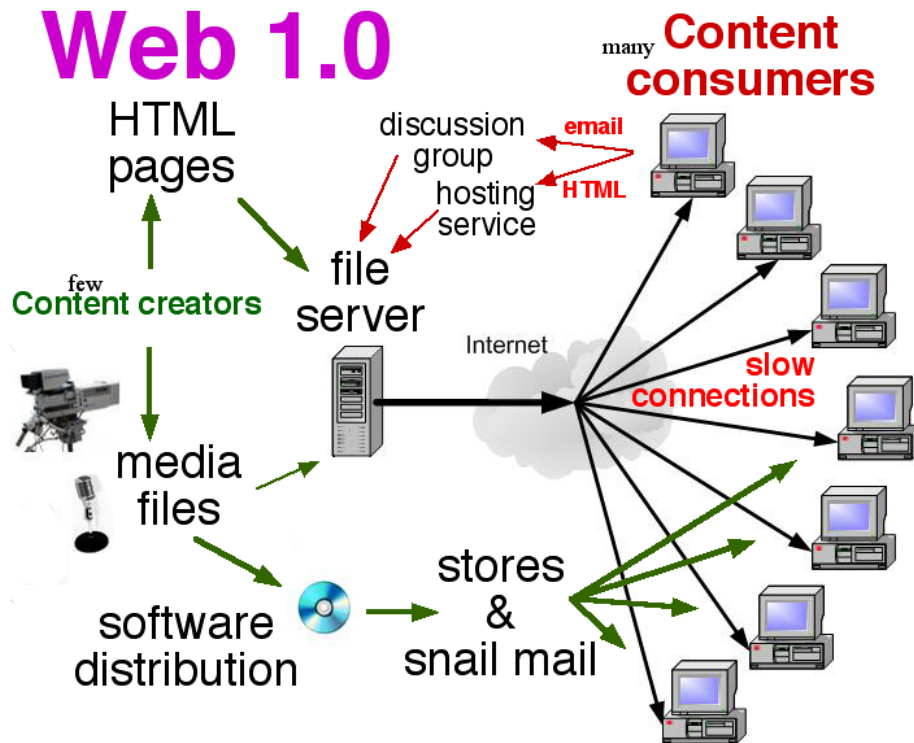 Web 1.0
many Content
consumers
HTML
pages
discussion
group
email
hosting
service
HTML
few
Content creators
file
server
Internet
slow
connections
media
files
stores
&
snail mail
software
distribution